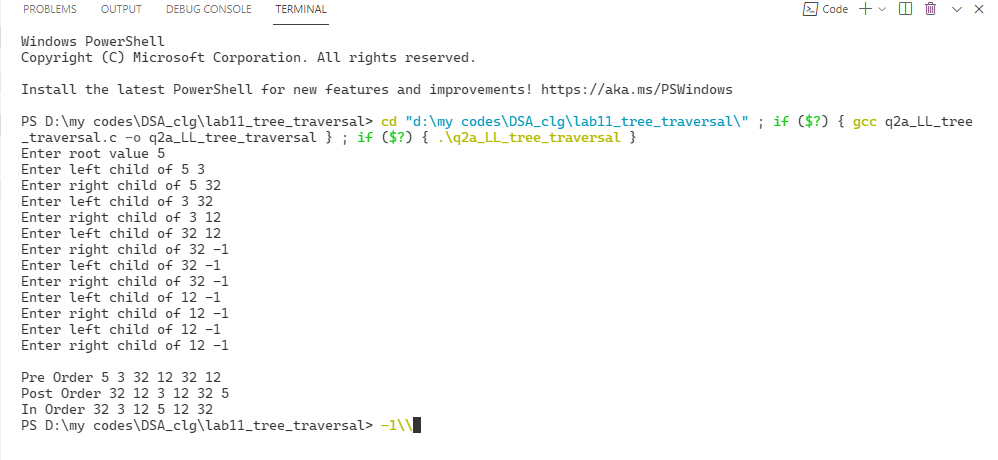 PROBLEMS OUTPUT DEBUG CONSOLE TERMINAL Code
Windows PowerShell
Copyright (C) Microsoft Corporation. All rights reserved.
Install the latest PowerShell for new features and improvements! https://aka.ms/PSWindows
PS D:\my codes\DSA_clg\lab11_tree_traversal> cd "d:\my codes\DSA_clg\lab11_tree_traversal\" ; if ($?) { gcc q2a_LL_tree
_traversal.c -o q2a_LL_tree_traversal } ; if ($?) { .\q2a_LL_tree_traversal }
Enter root value 5
Enter left child of 5 3
Enter right child of 5 32
Enter left child of 3 32
Enter right child of 3 12
Enter left child of 32 12
Enter right child of 32 -1
Enter left child of 32 -1
Enter right child of 32 -1
Enter left child of 12 -1
Enter right child of 12 -1
Enter left child of 12 -1
Enter right child of 12 -1
Pre Order 5 3 32 12 32 12
Post Order 32 12 3 12 32 5
In Order 32 3 12 5 12 32
PS D:\my codes\DSA_clg\lab11_tree_traversal> -1\\